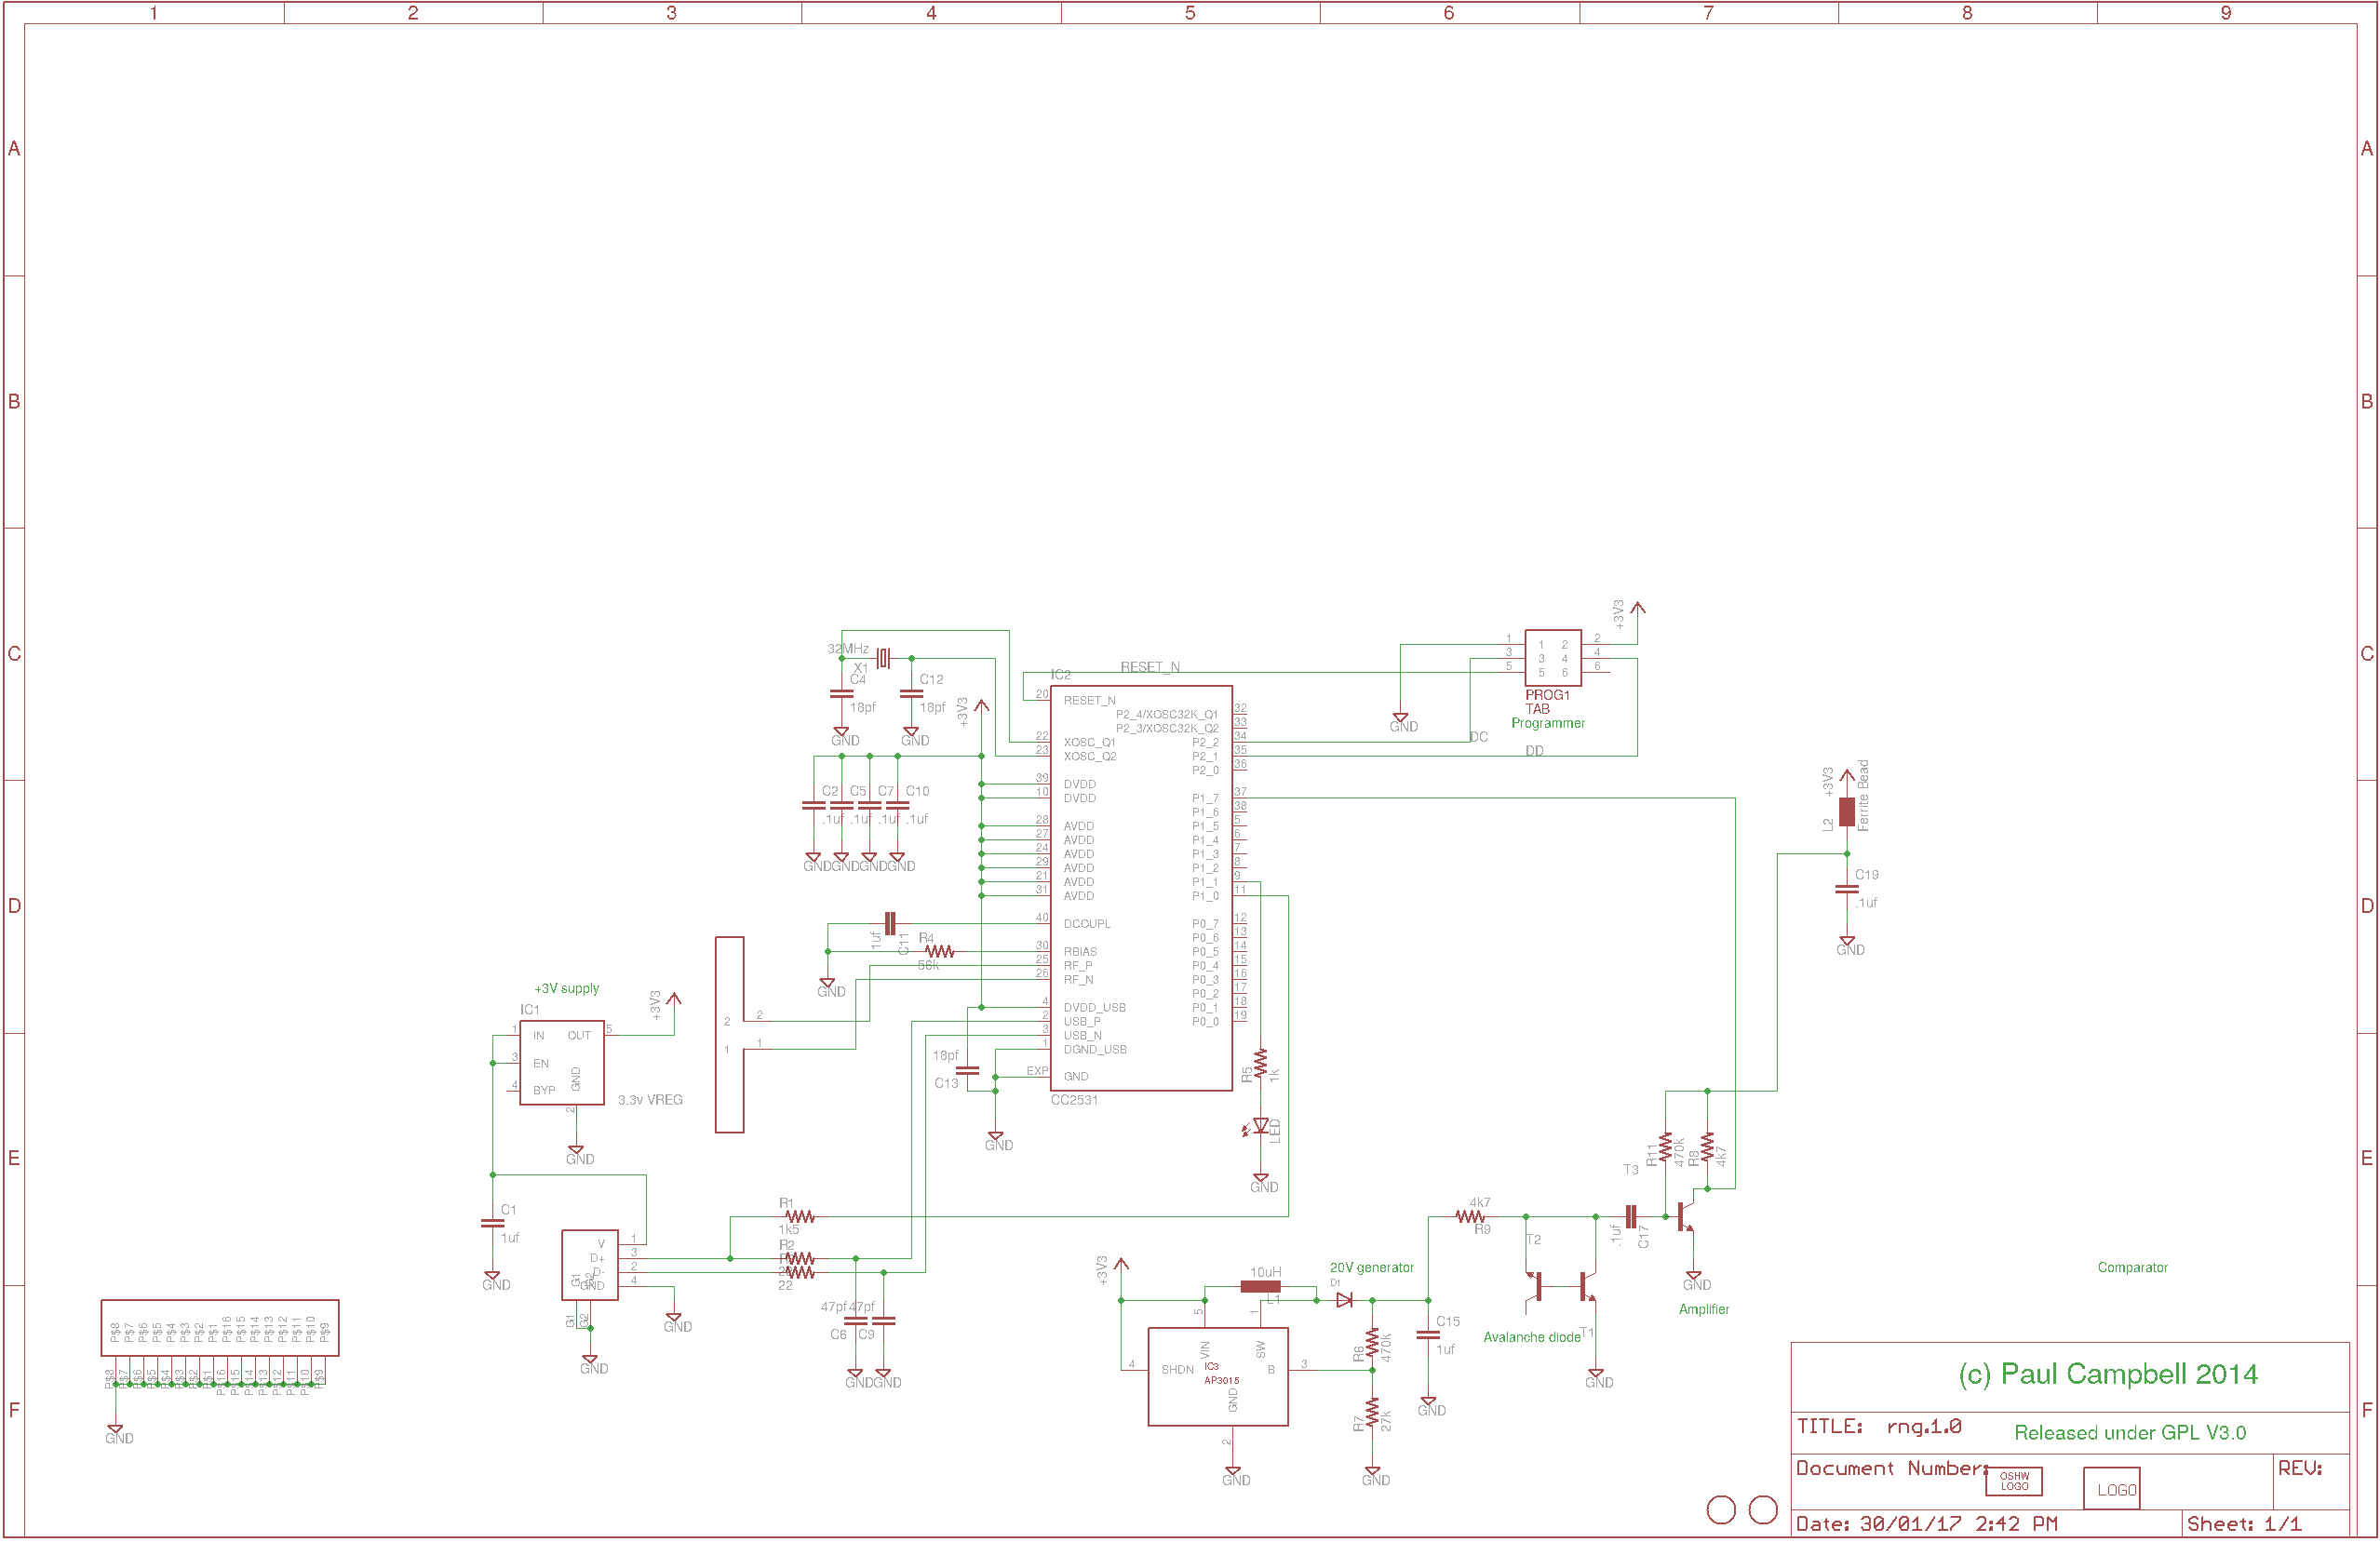 1 2 3 4 5 6 7 8 9
A A
B B
C C
D D
E E
F F
32MHz
X1
C4
18pf
GND
C12
18pf
GND
+3V3
C2 C5 C7 C10
.1uf .1uf .1uf .1uf
GND GND GND GND
1uf
C11
R4
56k
GND
IC2
RESET_N
20 RESET_N
22 XOSC_Q1
23 XOSC_Q2
39 DVDD
10 DVDD
28 AVDD
27 AVDD
24 AVDD
29 AVDD
21 AVDD
31 AVDD
40 DCOUPL
30 RBIAS
25 RF_P
26 RF_N
4 DVDD_USB
2 USB_P
3 USB_N
1 DGND_USB
EXP GND
CC2531
P2_4/XOSC32K_Q1 32
P2_3/XOSC32K_Q2 33
P2_2 34
P2_1 35
P2_0 36
P1_7 37
P1_6 38
P1_5 5
P1_4 6
P1_3 7
P1_2 8
P1_1 9
P1_0 11
P0_7 12
P0_6 13
P0_5 14
P0_4 15
P0_3 16
P0_2 17
P0_1 18
P0_0 19
18pf
C13
GND
R5
1k
LED
GND
+3V3
1 1 2 2
3 3 4 4
5 5 6 6
PROG1
TAB
Programmer
GND
DC
DD
+3V3
L2
Ferrite Bead
C19
.1uf
GND
+3V supply
IC1
+3V3
1 IN OUT 5
3 EN
4 BYP
GND
2
3.3v VREG
GND
2 2
1 1
C1
1uf
GND
V 1
D+ 3
D- 2
GND 4
G1
G2
G1
G2
GND
GND
R1
1k5
R2
22
47pf 47pf
C6 C9
GND GND
+3V3
10uH
L1
20V generator
D1
5
1
VIN
SW
4 SHDN
IC3
AP3015
B 3
GND
2
GND
R6
470k
R7
27k
GND
C15
1uf
GND
4k7
R9
T2
Avalanche diode
T1
GND
.1uf
C17
T3
R11
470k
R8
4k7
GND
Amplifier
Comparator
P$8 P$7 P$6 P$5 P$4 P$3 P$2 P$1 P$16 P$15 P$14 P$13 P$12 P$11 P$10 P$9
P$8 P$7 P$6 P$5 P$4 P$3 P$2 P$1 P$16 P$15 P$14 P$13 P$12 P$11 P$10 P$9
GND
(c) Paul Campbell 2014
TITLE: rng.1.0
Released under GPL V3.0
Document Number:
OSHW
LOGO
LOGO
REV:
Date: 30/01/17 2:42 PM
Sheet: 1/1